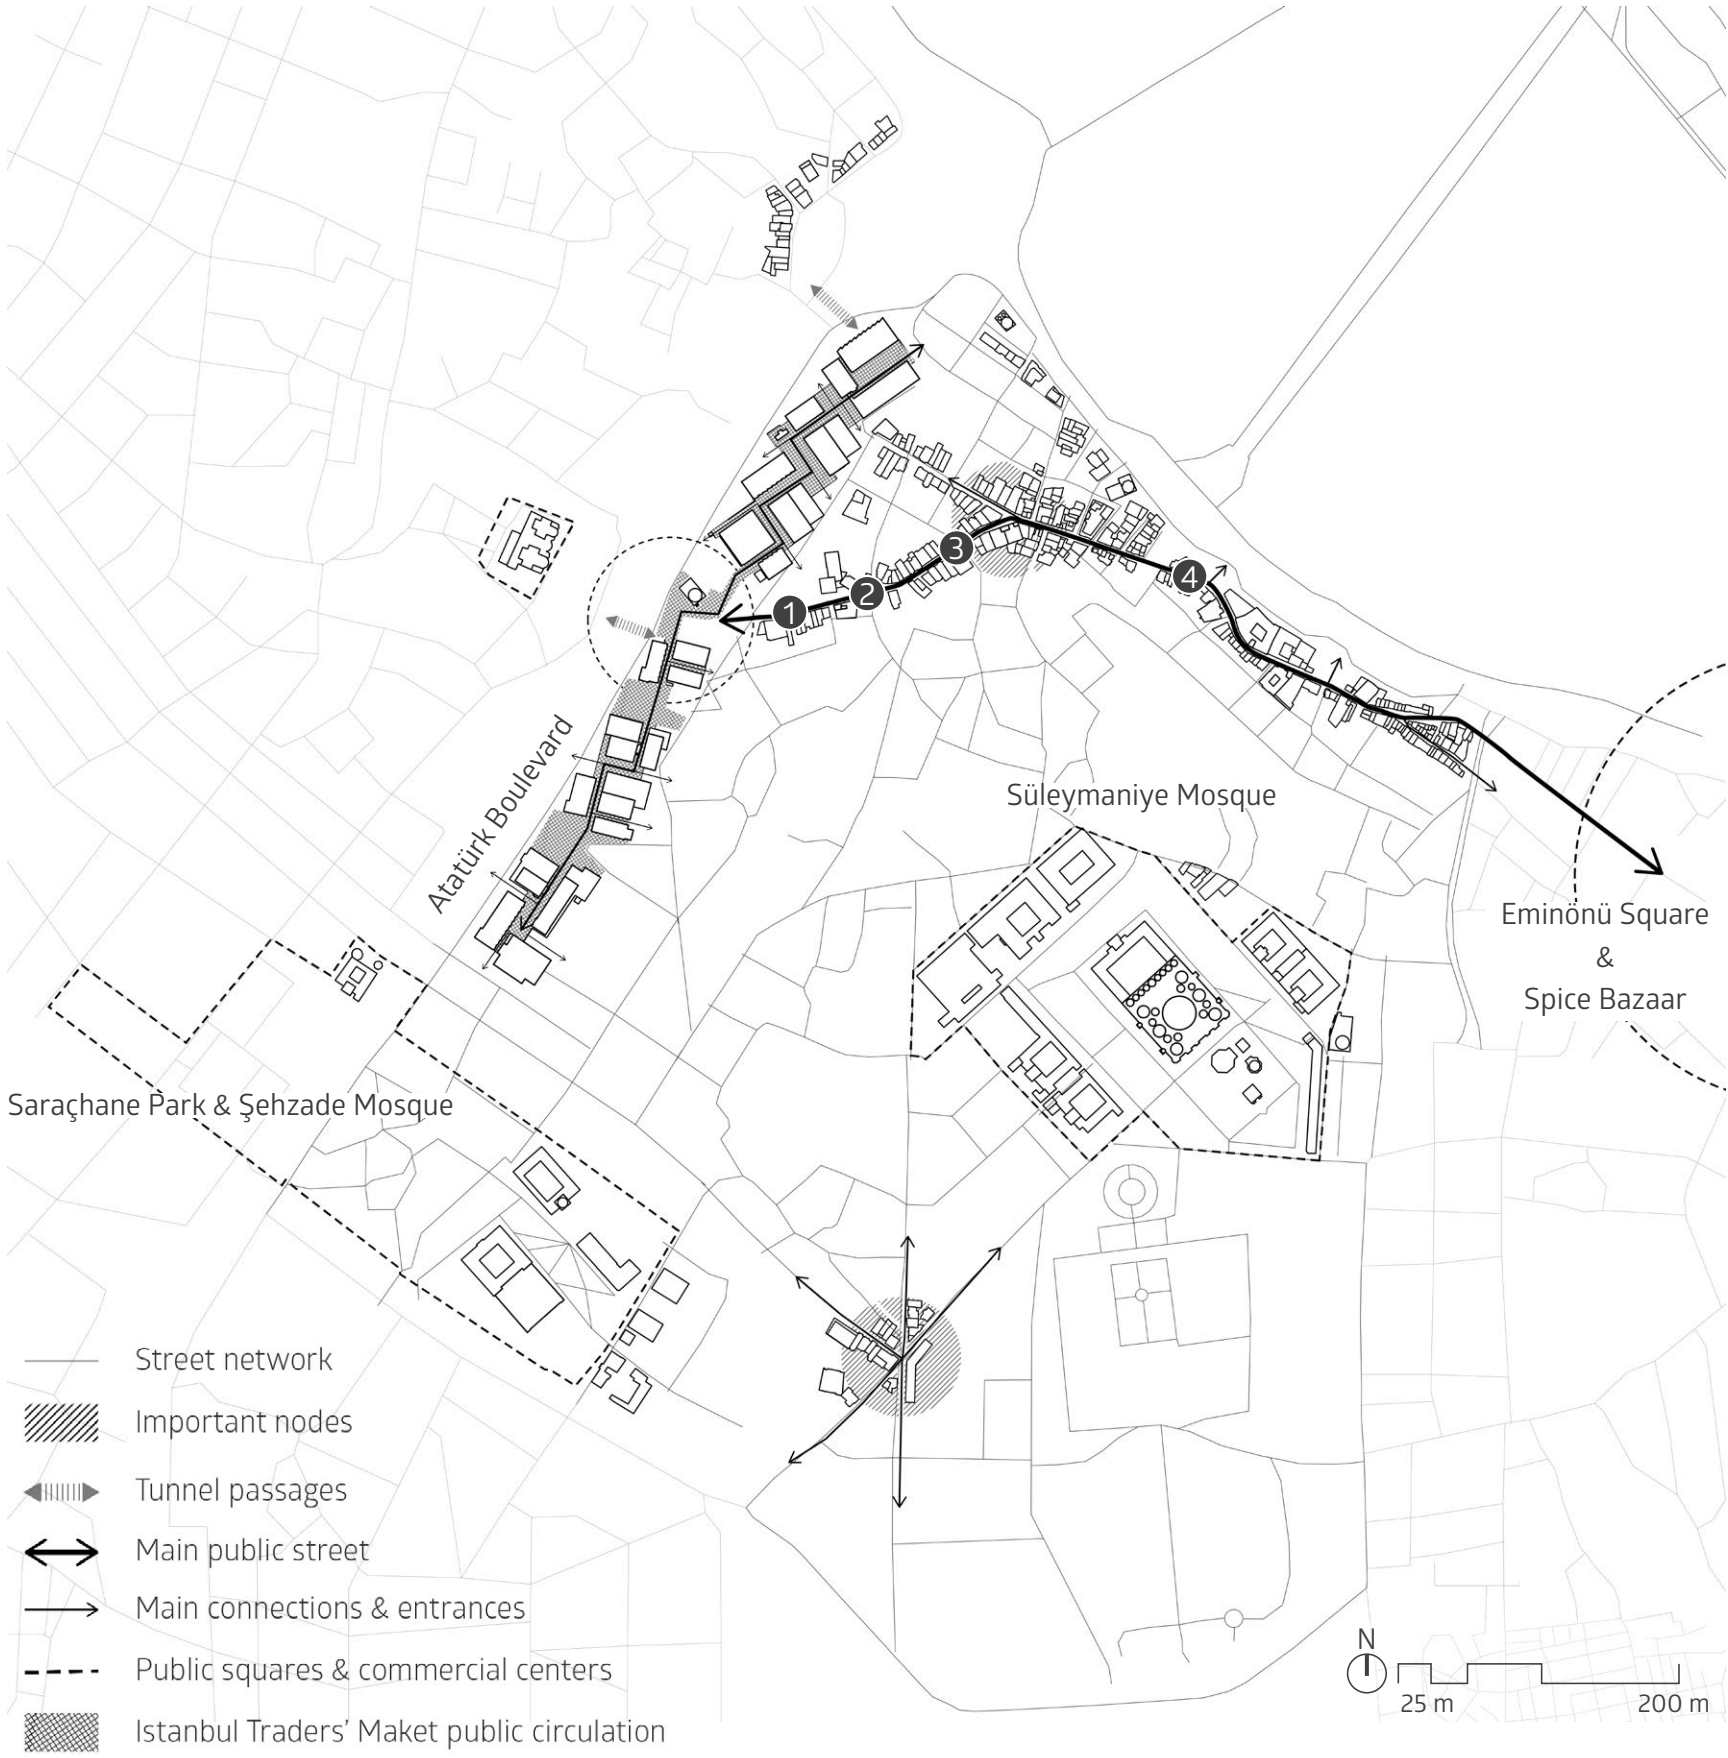 1
2
3
4
Atatürk Boulevard
Süleymaniye Mosque
Eminönü Square
&
Spice Bazaar
Saraçhane Park & Şehzade Mosque
Street network
Important nodes
Tunnel passages
Main public street
Main connections & entrances
Public squares & commercial centers
Istanbul Traders' Maket public circulation
N
25 m
200 m